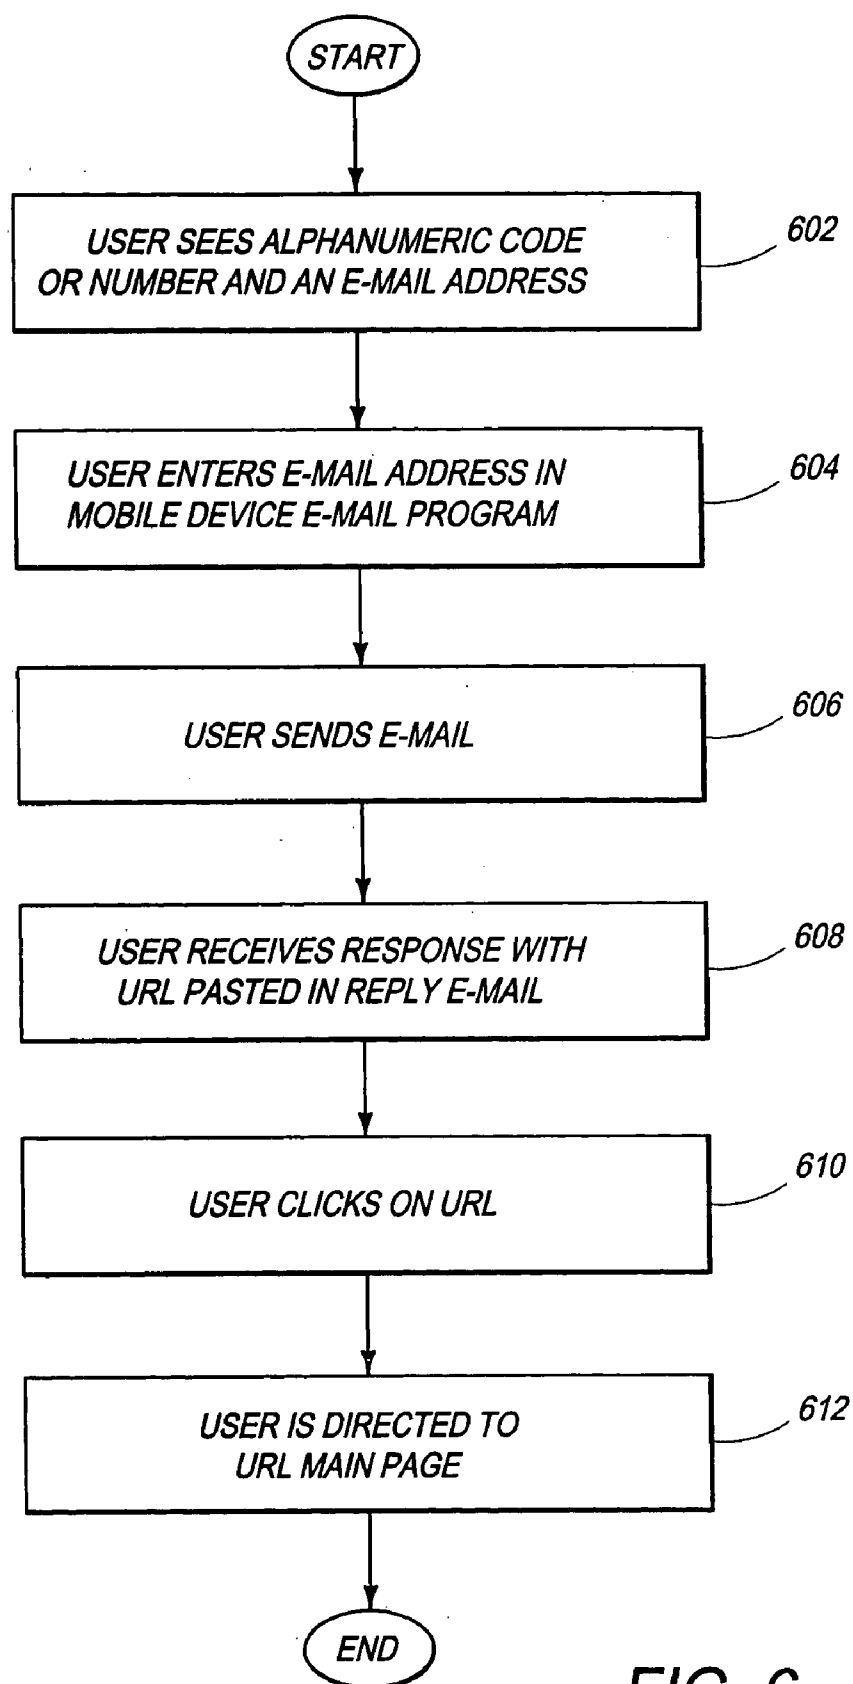 START
USER SEES ALPHANUMERIC CODE
OR NUMBER AND AN E-MAIL ADDRESS
602
USER ENTERS E-MAIL ADDRESS IN
MOBILE DEVICE E-MAIL PROGRAM
604
USER SENDS E-MAIL
606
USER RECEIVES RESPONSE WITH
URL PASTED IN REPLY E-MAIL
608
USER CLICKS ON URL
610
USER IS DIRECTED TO
URL MAIN PAGE
612
END
FIG. 6